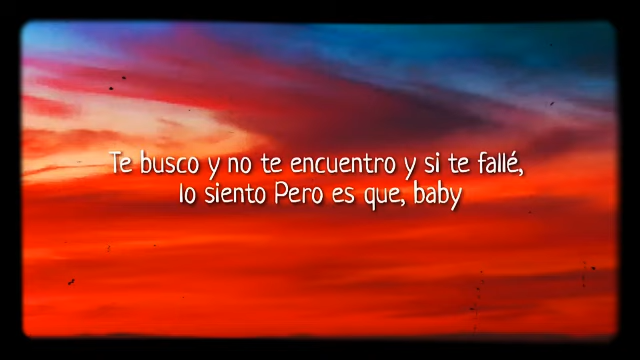 Te busco y no te encuentro y si te fallé,
lo siento Pero es que, baby